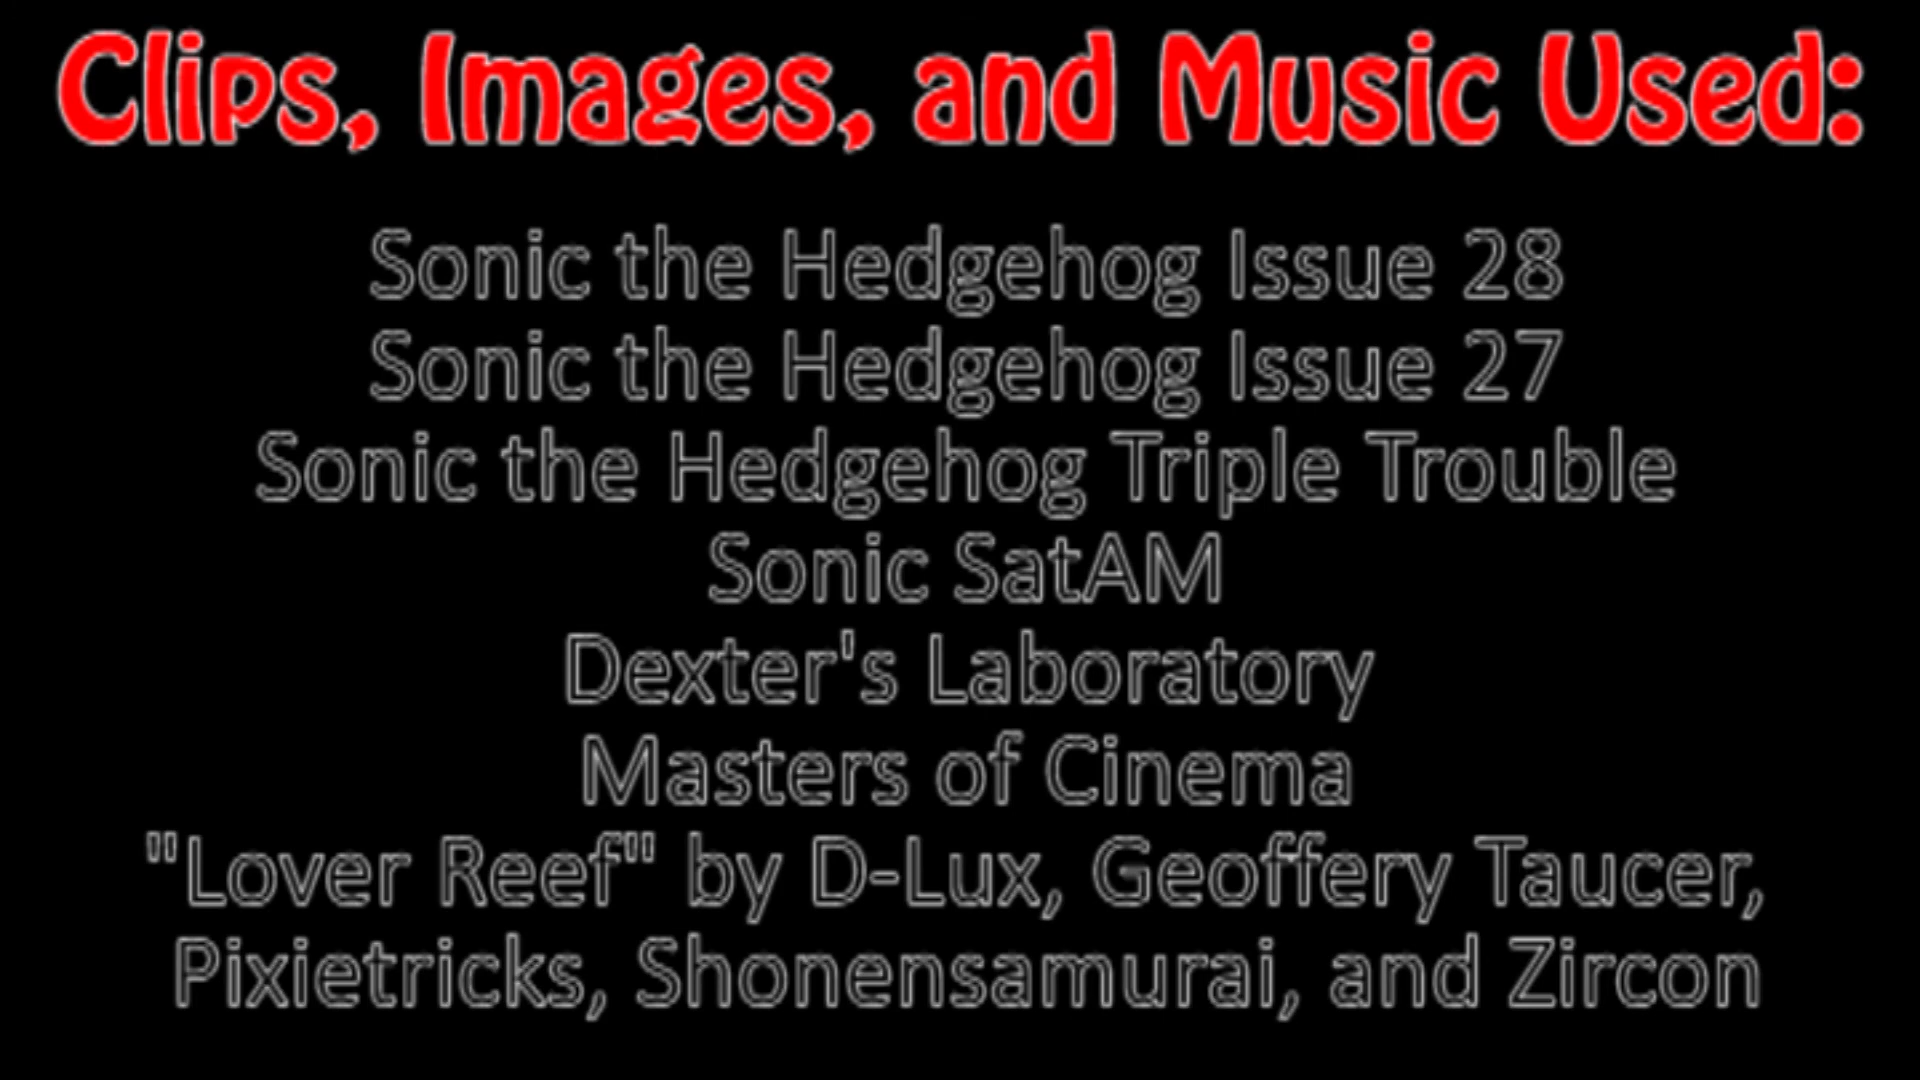 Clips, Images, and Music Used:
Sonic the Hedgehog Issue 28
Sonic the Hedgehog Issue 27
Sonic the Hedgehog Triple Trouble
Sonic SatAM
Dexter's Laboratory
Masters of Cinema
"Lover Reef" by D-Lux, Geoffery Taucer,
Pixietricks, Shonensamurai, and Zircon